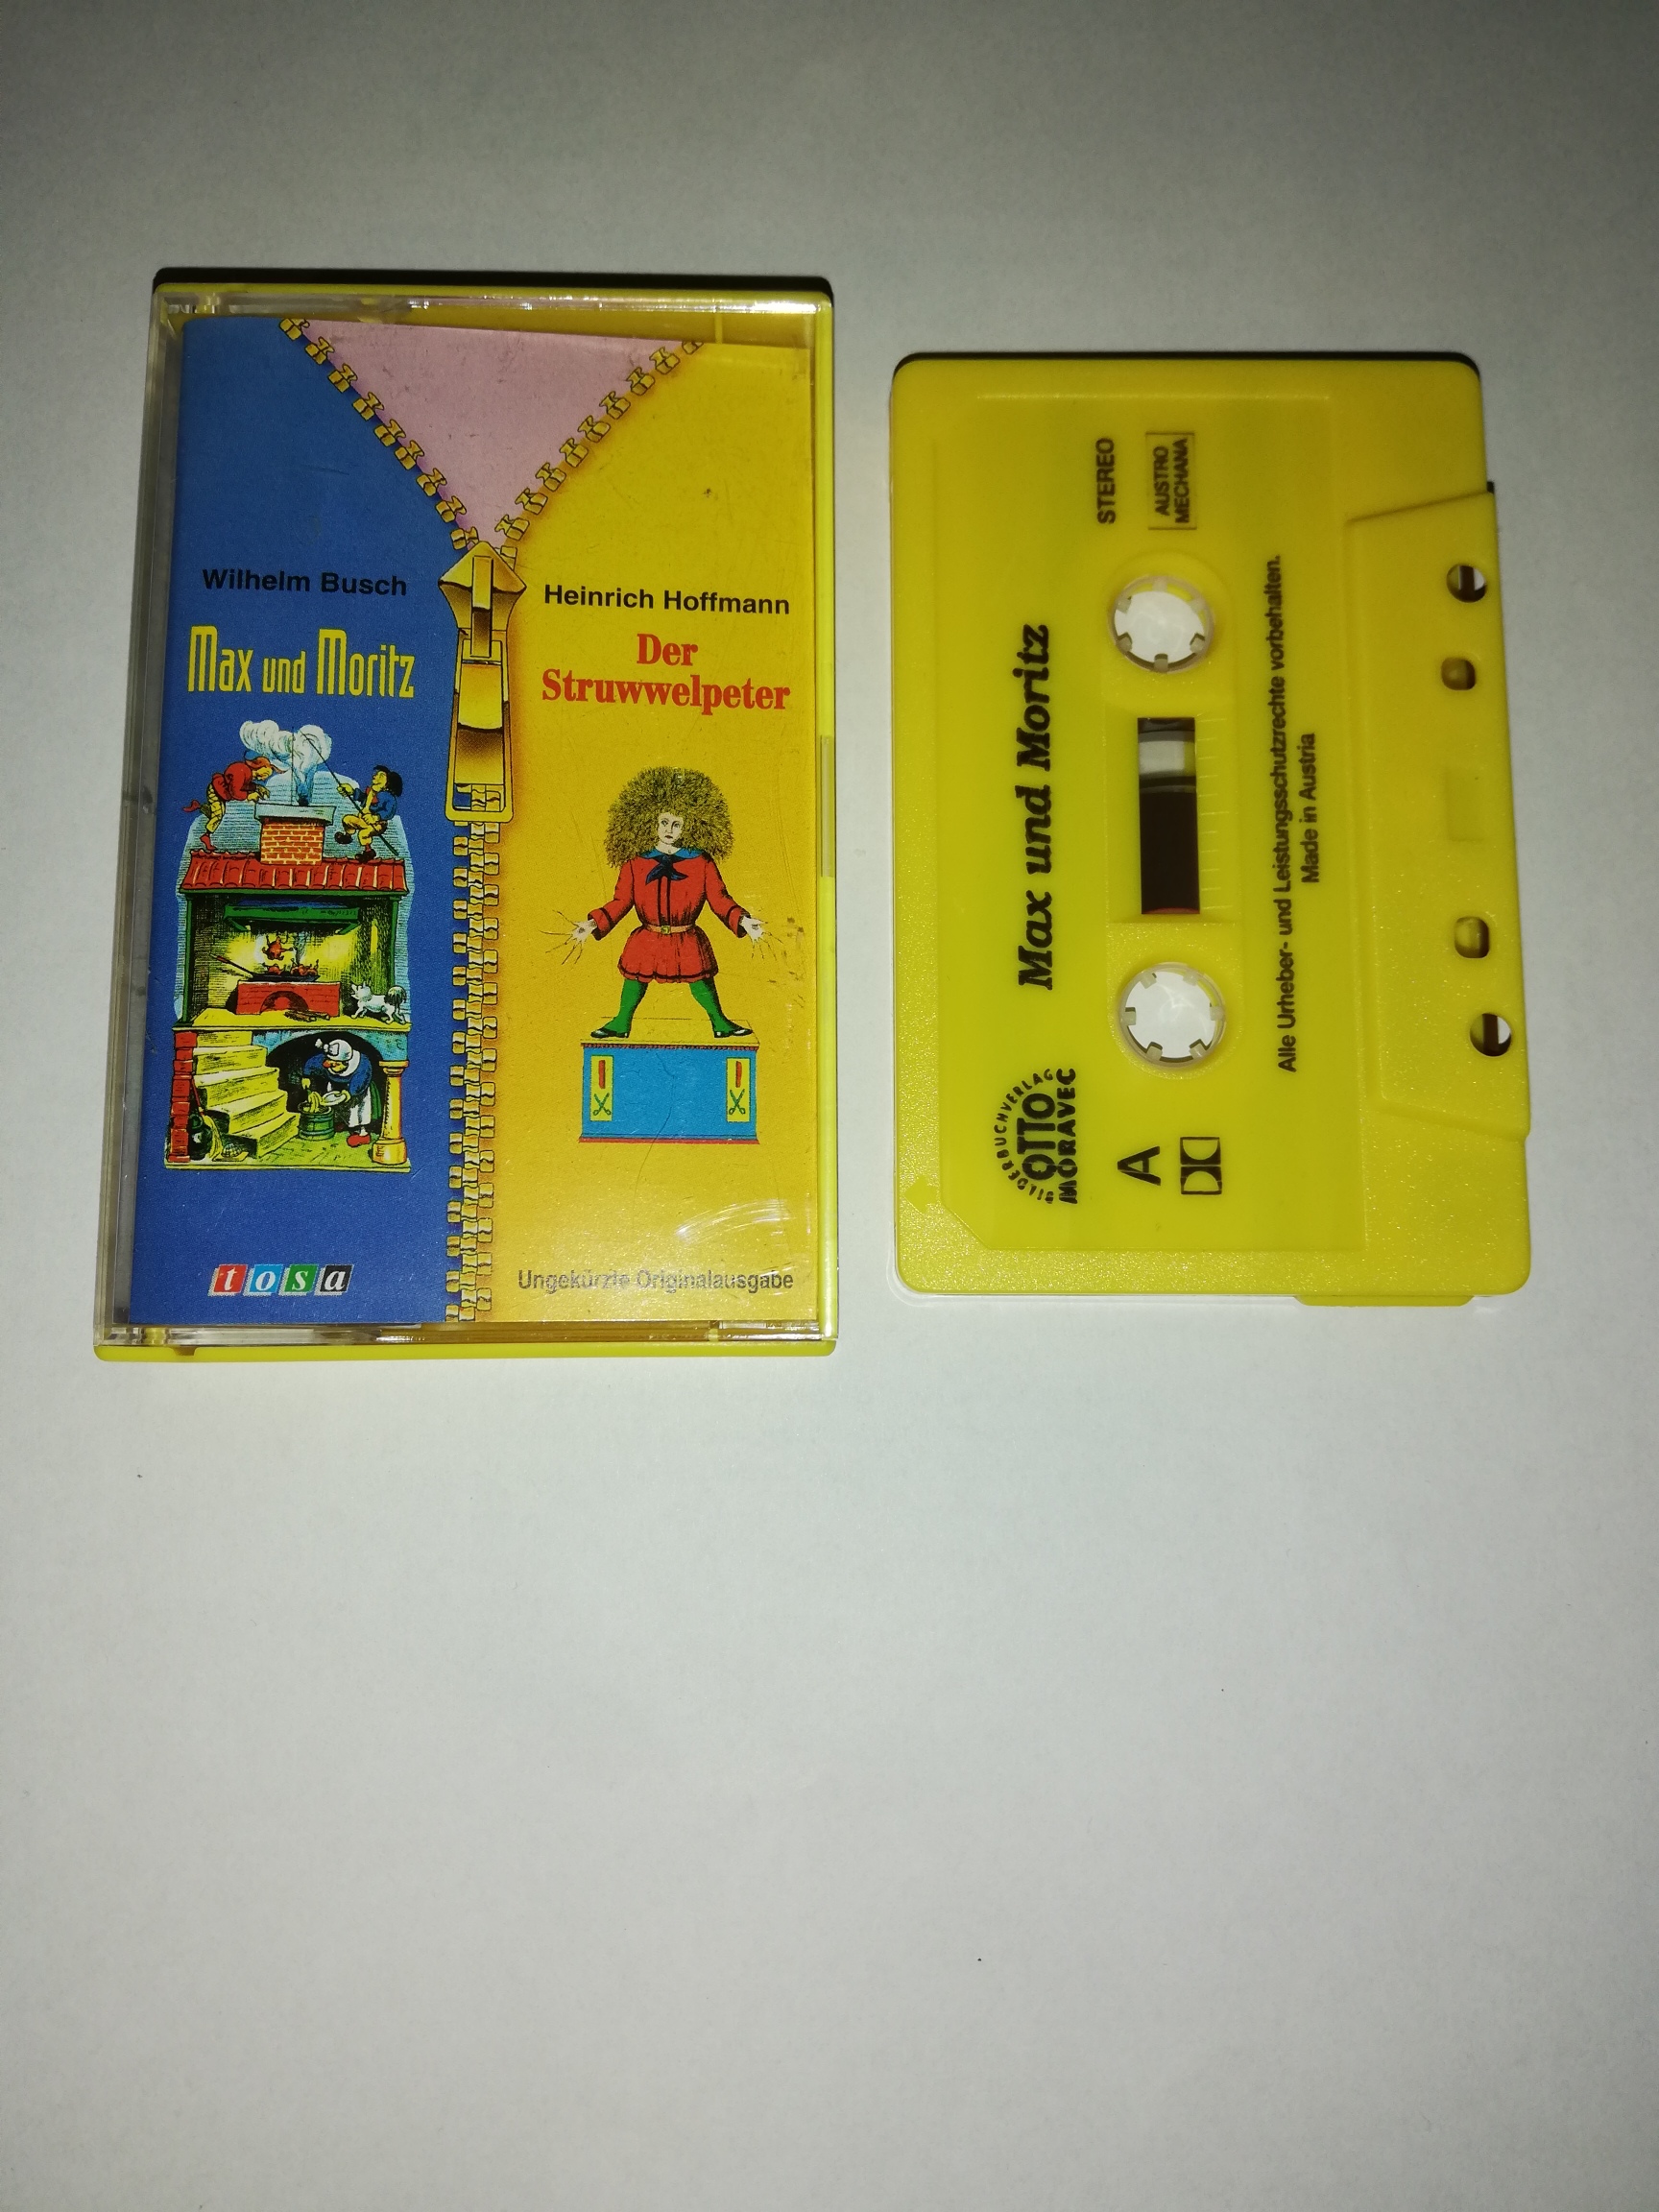 Wilhelm Busch
Max und Moritz
Heinrich Hoffmann
Der
Struwwelpeter
tosa
Ungekürzte Originalausgabe
BILDERBUCHVERLAG
OTTO
MORAVEC
Max und Moritz
A
STEREO
AUSTRO
MECHANA
Alle Urheber- und Leistungsschutzrechte vorbehalten.
Made in Austria